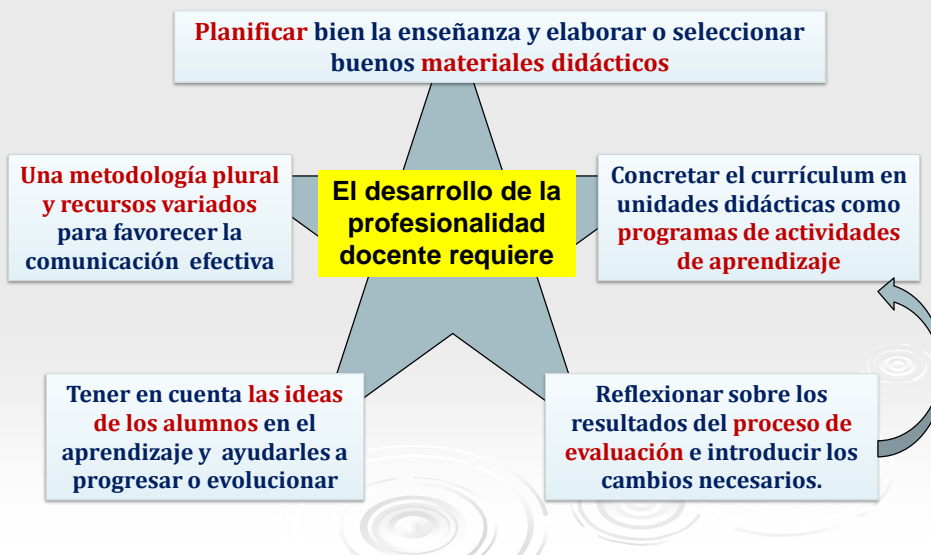 Planificar bien la enseñanza y elaborar o seleccionar
buenos materiales didácticos
Una metodología plural
y recursos variados
para favorecer la
comunicación efectiva
El desarrollo de la
profesionalidad
docente requiere
Concretar el currículum en
unidades didácticas como
programas de actividades
de aprendizaje
Tener en cuenta las ideas
de los alumnos en el
aprendizaje y ayudarles a
progresar o evolucionar
Reflexionar sobre los
resultados del proceso de
evaluación e introducir los
cambios necesarios.